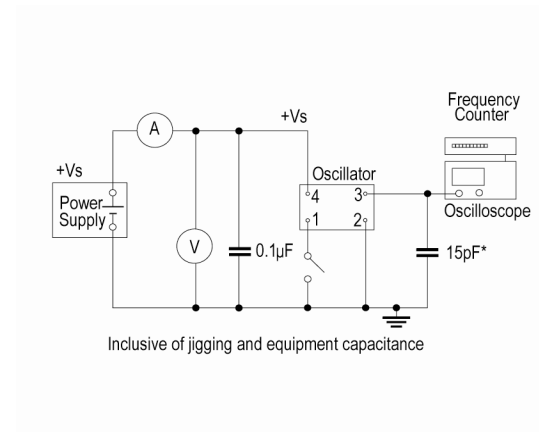 Frequency
Counter
+Vs
A
+Vs
Oscillator
Power
Supply
4
3
1
2
Oscilloscope
V
0.1µF
15pF*
Inclusive of jigging and equipment capacitance